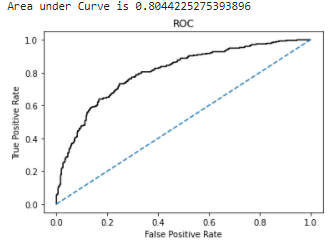 Area under Curve is 0.8044225275393896
ROC
1.0
0.8
0.6
0.4
0.2
0.0
True Positive Rate
0.0 0.2 0.4 0.6 0.8 1.0
False Positive Rate